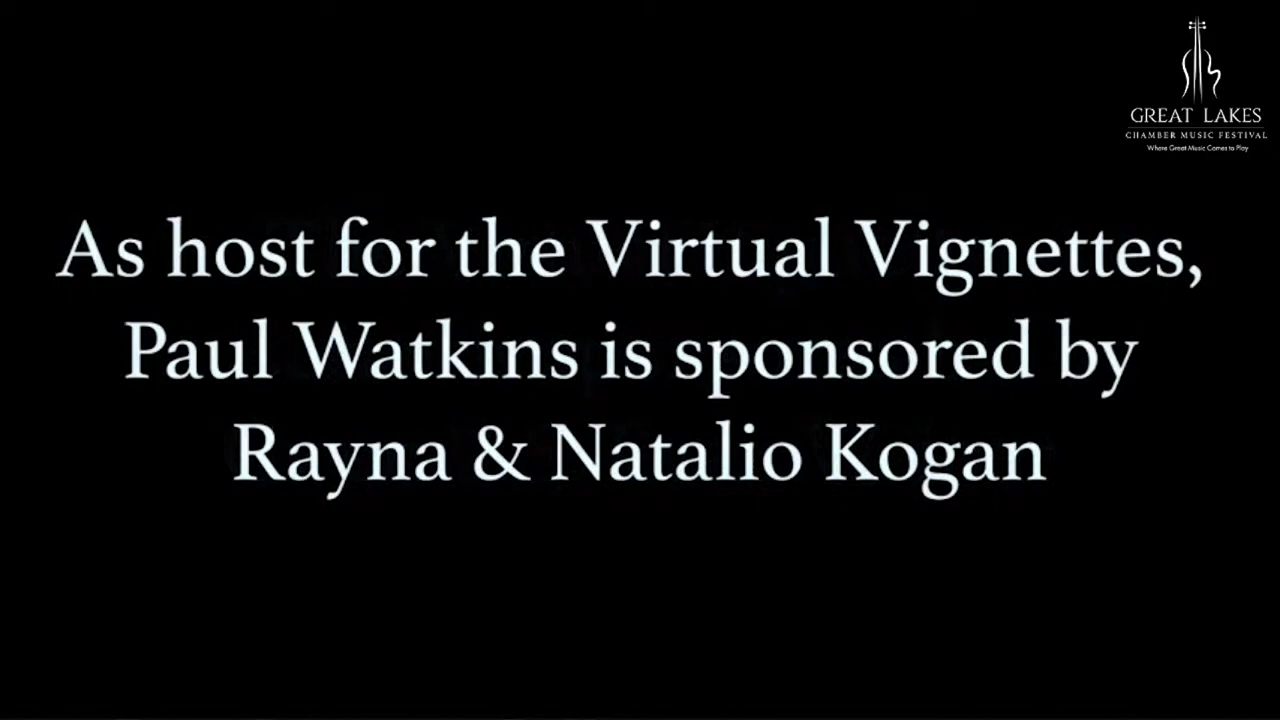 GREAT LAKES
CHAMBER MUSIC FESTIVAL
Where Great Music Comes to Play
As host for the Virtual Vignettes,
Paul Watkins is sponsored by
Rayna & Natalio Kogan